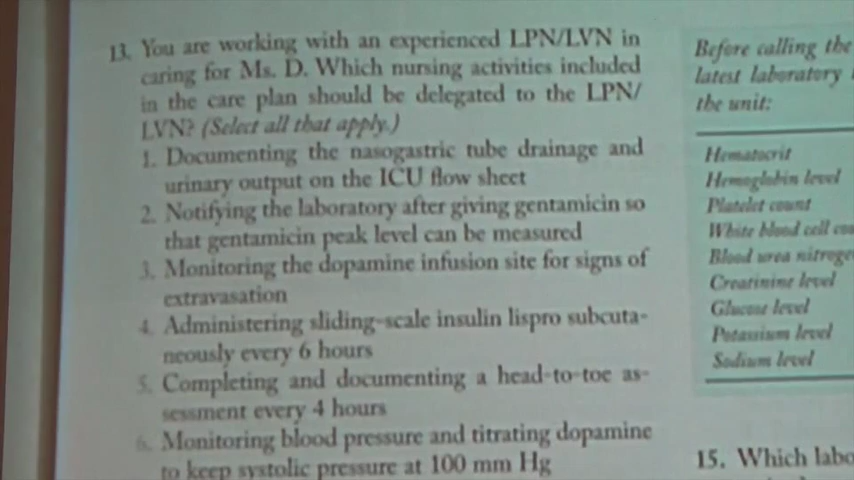 13. You are working with an experienced LPN/LVN in
caring for Ms. D. Which nursing activities included
in the care plan should be delegated to the LPN/
LVN? (Select all that apply.)
1. Documenting the nasogastric tube drainage and
urinary output on the ICU flow sheet
2. Notifying the laboratory after giving gentamicin so
that gentamicin peak level can be measured
3. Monitoring the dopamine infusion site for signs of
extravasation
4. Administering sliding-scale insulin lispro subcuta-
neously every 6 hours
5. Completing and documenting a head-to-toe as-
sessment every 4 hours
6. Monitoring blood pressure and titrating dopamine
to keep systolic pressure at 100 mm Hg
Before calling the
latest laboratory
the unit:
Hematocrit
Hemoglobin level
Platelet count
White blood cell cou
Blood urea nitroge
Creatinine level
Glucose level
Potassium level
Sodium level
15. Which labo